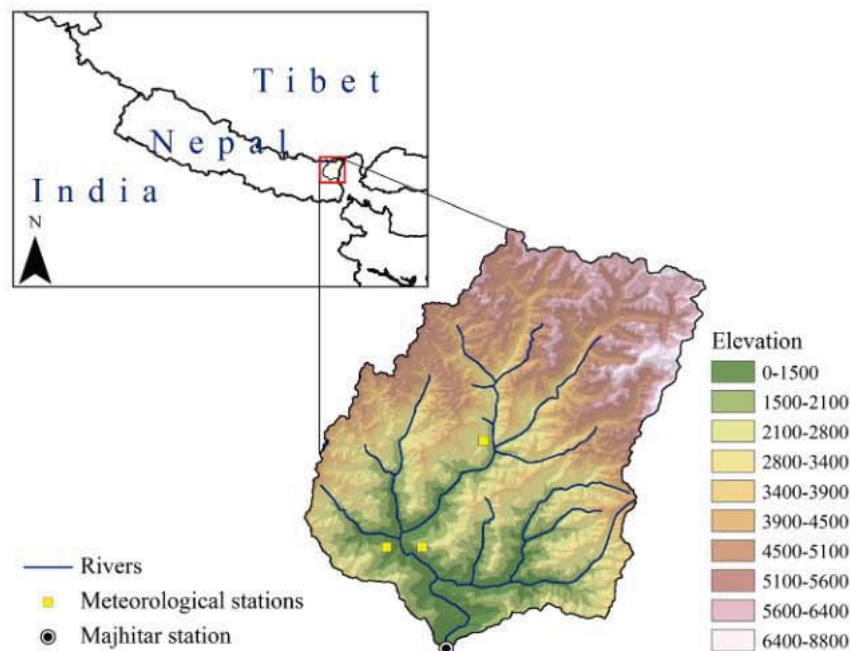 Tibet
Nepal
India
N
Elevation
0-1500
1500-2100
2100-2800
2800-3400
3400-3900
3900-4500
4500-5100
5100-5600
5600-6400
6400-8800
Rivers
Meteorological stations
Majhitar station